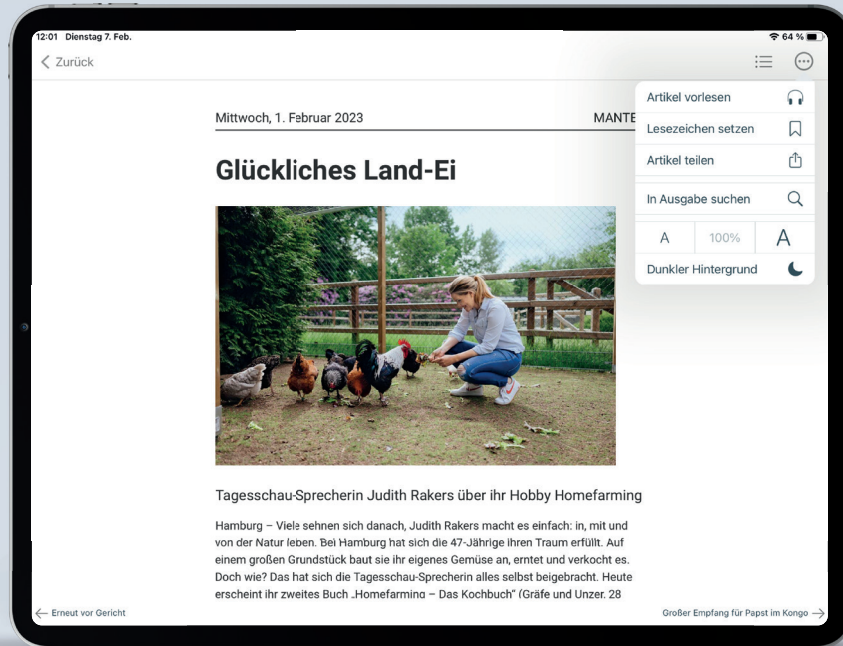 12:01 Dienstag 7. Feb.
64 %
Zurück
Artikel vorlesen
Lesezeichen setzen
Artikel teilen
In Ausgabe suchen
A 100% A
Dunkler Hintergrund
Mittwoch, 1. Februar 2023 MANTE
Glückliches Land-Ei
Tagesschau-Sprecherin Judith Rakers über ihr Hobby Homefarming
Hamburg – Viele sehnen sich danach, Judith Rakers macht es einfach: in, mit und
von der Natur leben. Bei Hamburg hat sich die 47-Jährige ihren Traum erfüllt. Auf
einem großen Grundstück baut sie ihr eigenes Gemüse an, erntet und verkocht es.
Doch wie? Das hat sich die Tagesschau-Sprecherin alles selbst beigebracht. Heute
erscheint ihr zweites Buch „Homefarming – Das Kochbuch“ (Gräfe und Unzer, 28
Erneut vor Gericht
Großer Empfang für Papst im Kongo